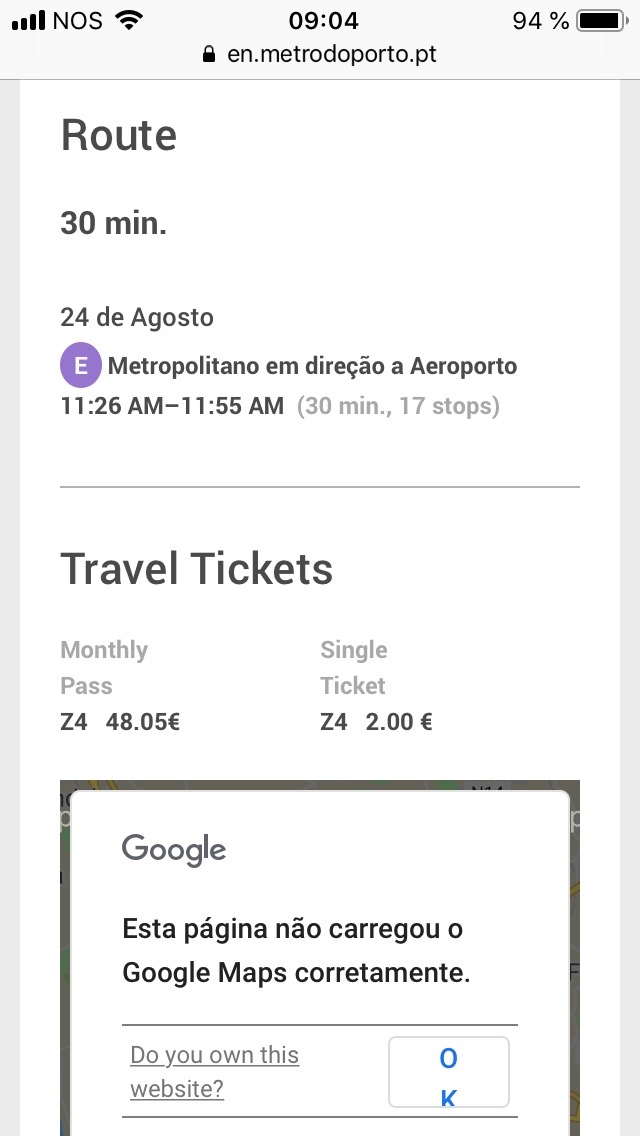 NOS 09:04 94 %
en.metrodoporto.pt
Route
30 min.
24 de Agosto
E Metropolitano em direção a Aeroporto
11:26 AM–11:55 AM (30 min., 17 stops)
Travel Tickets
Monthly
Pass
Z4 48.05€
Single
Ticket
Z4 2.00 €
Google
Esta página não carregou o
Google Maps corretamente.
Do you own this
website?
O
K